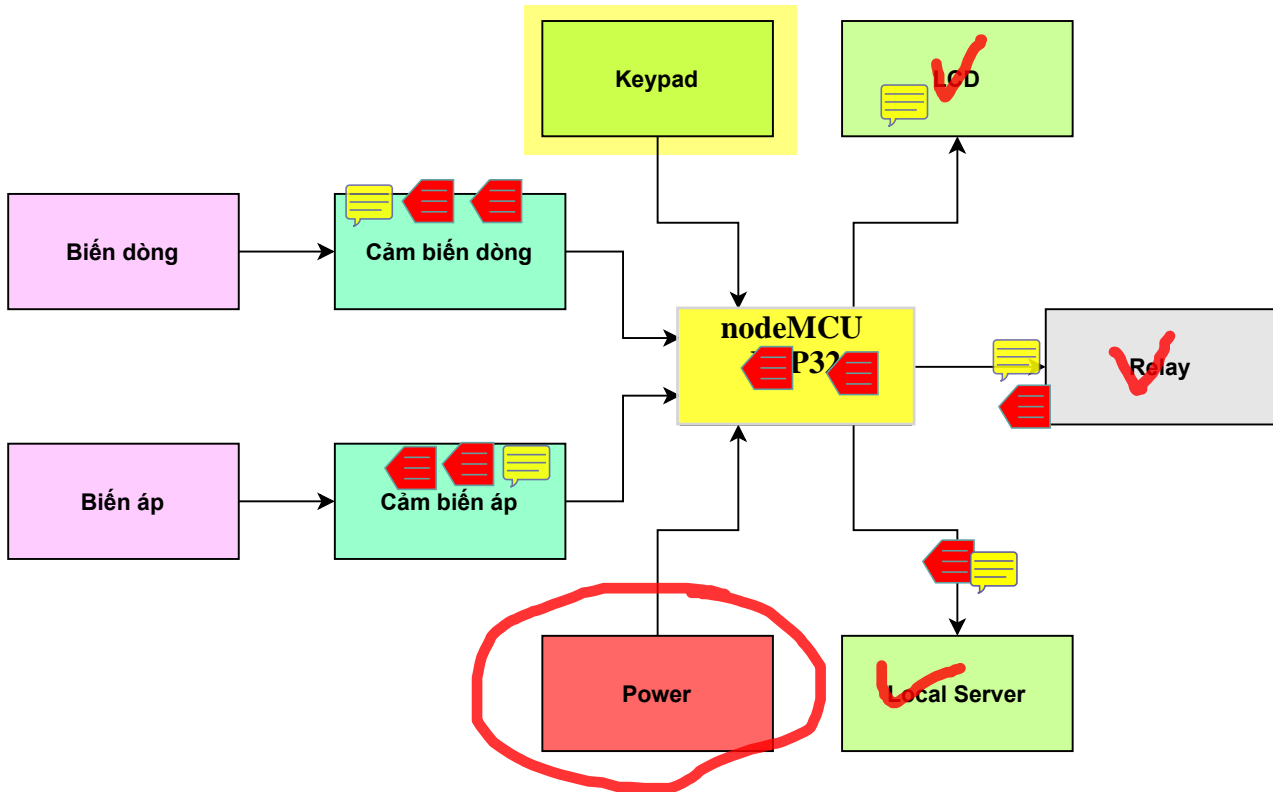 Keypad
LCD
Biến dòng
Cảm biến dòng
nodeMCU
Relay
Biến áp
Cảm biến áp
Power
Local Server